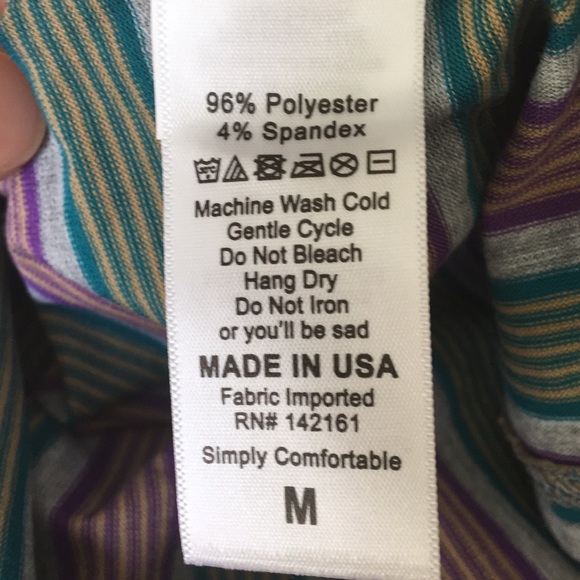 96% Polyester
4% Spandex
Machine Wash Cold
Gentle Cycle
Do Not Bleach
Hang Dry
Do Not Iron
or you'll be sad
MADE IN USA
Fabric Imported
RN# 142161
Simply Comfortable
M